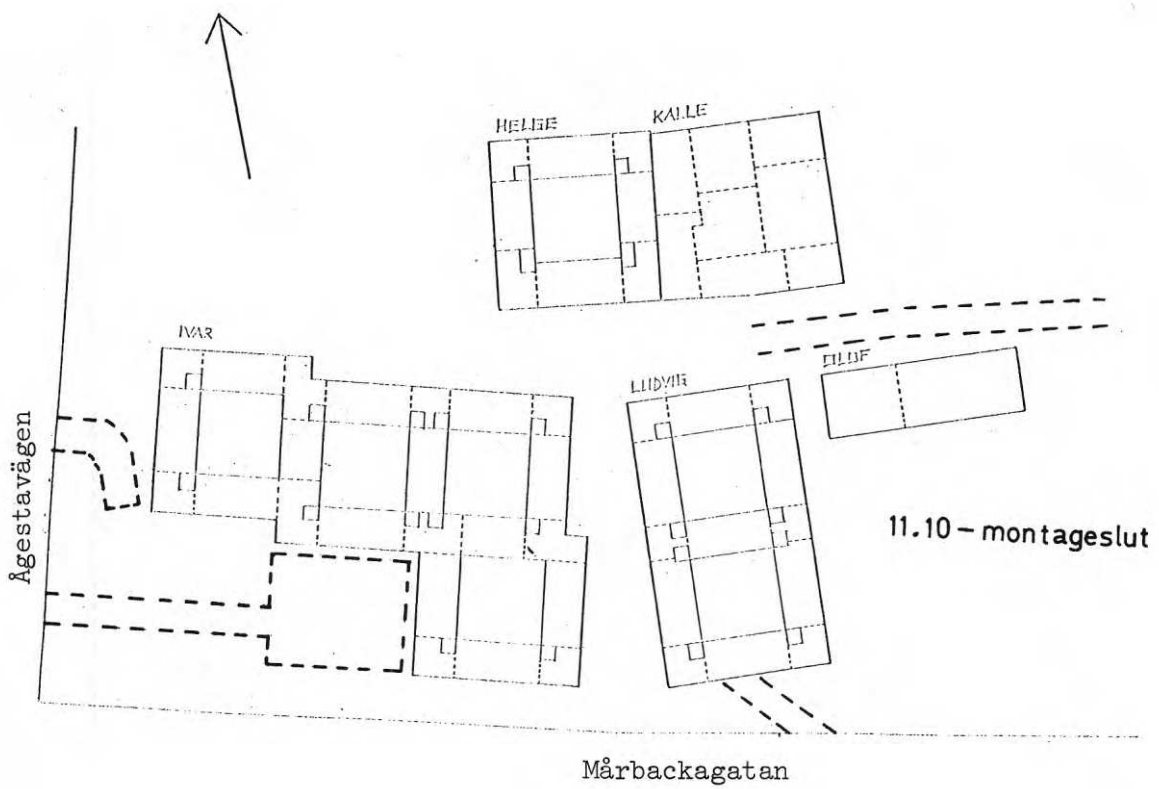 HELGE
KALLE
IVAR
LUDVIG
OLOF
Ågestavägen
11.10 – montageslut
Mårbackagatan